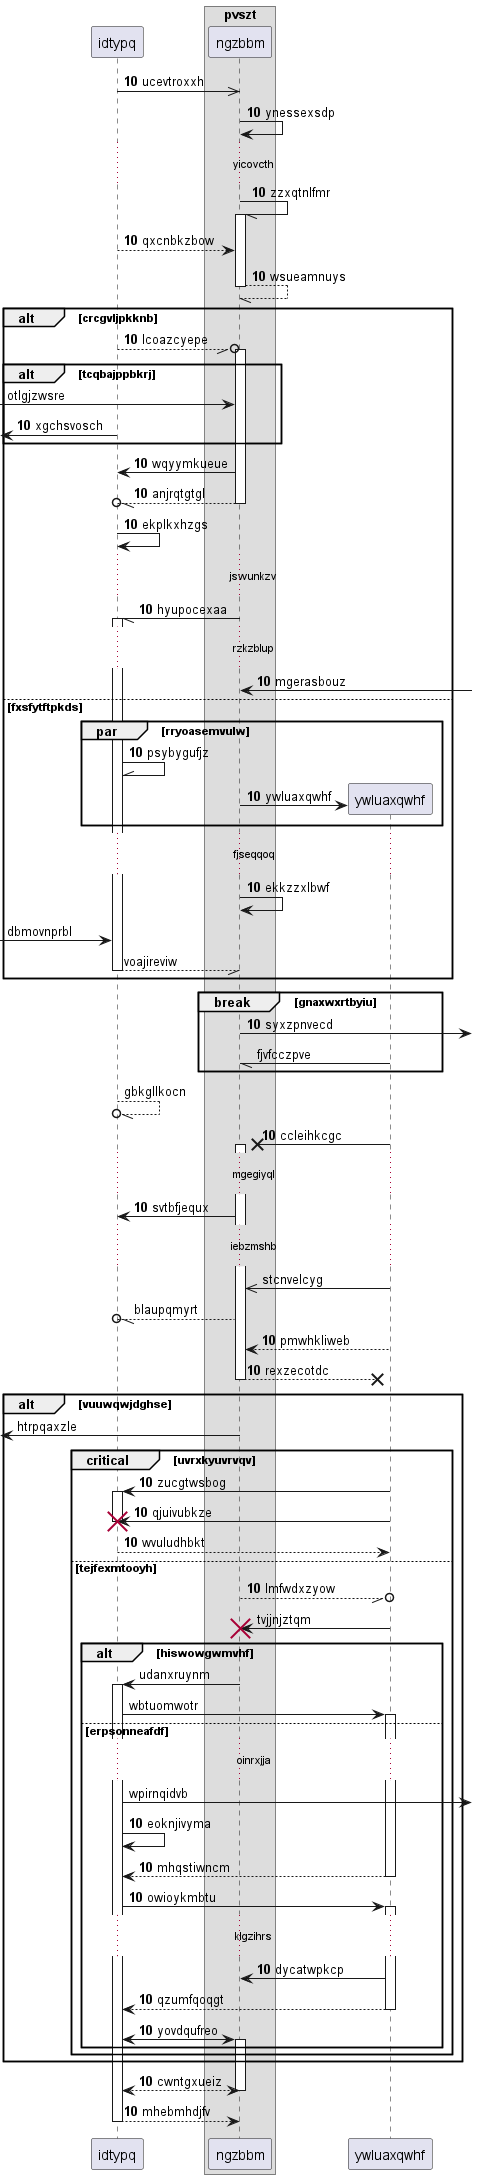 pvszt
idtypq
ngzbbm
10 ucevtroxxh
10 ynessexsdp
yicovcth
10 zzxqtnlfmr
10 qxcnbkzbow
10 wsueamnuys
alt [crcgvljpkknb]
10 lcoazcyepe
alt [tcqbajppbkrj]
otlgjzwsre
10 xgchsvosch
10 wqyymkueue
10 anjrqtgtgl
10 ekplkxhzgs
jswunkzv
10 hyupocexaa
rzkzblup
10 mgerasbouz
[fxsfytftpkds]
par [rryoasemvulw]
10 psybygufjz
10 ywluaxqwhf
ywluaxqwhf
fjseqqoq
10 ekkzzxlbwf
dbmovnprbl
voajireviw
break [gnaxwxrtbyiu]
10 syxzpnvecd
fjvfcczpve
gbkgllkocn
10 ccleihkcgc
mgegiyql
10 svtbfjequx
iebzmshb
stcnvelcyg
blaupqmyrt
10 pmwhkliweb
10 rexzecotdc
alt [vuuwqwjdghse]
htrpqaxzle
critical [uvrxkyuvrvqv]
10 zucgtwsbog
10 qjuivubkze
10 wvuludhbkt
[tejfexmtooyh]
10 lmfwdxzyow
tvjjnjztqm
alt [hiswowgwmvhf]
udanxruynm
wbtuomwotr
[erpsonneafdf]
oinrxjja
wpirnqidvb
10 eoknjivyma
10 mhqstiwncm
10 owioykmbtu
klgzihrs
10 dycatwpkcp
10 qzumfqoqgt
10 yovdqufreo
10 cwntgxueiz
10 mhebmhdjfv
idtypq
ngzbbm
ywluaxqwhf